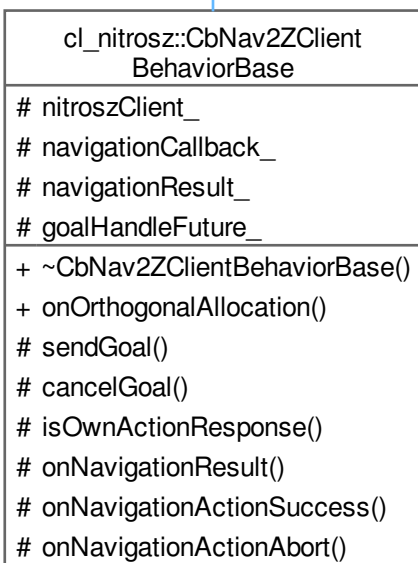 cl_nitrosz::CbNav2ZClient
BehaviorBase
# nitroszClient_
# navigationCallback_
# navigationResult_
# goalHandleFuture_
+ ~CbNav2ZClientBehaviorBase()
+ onOrthogonalAllocation()
# sendGoal()
# cancelGoal()
# isOwnActionResponse()
# onNavigationResult()
# onNavigationActionSuccess()
# onNavigationActionAbort()